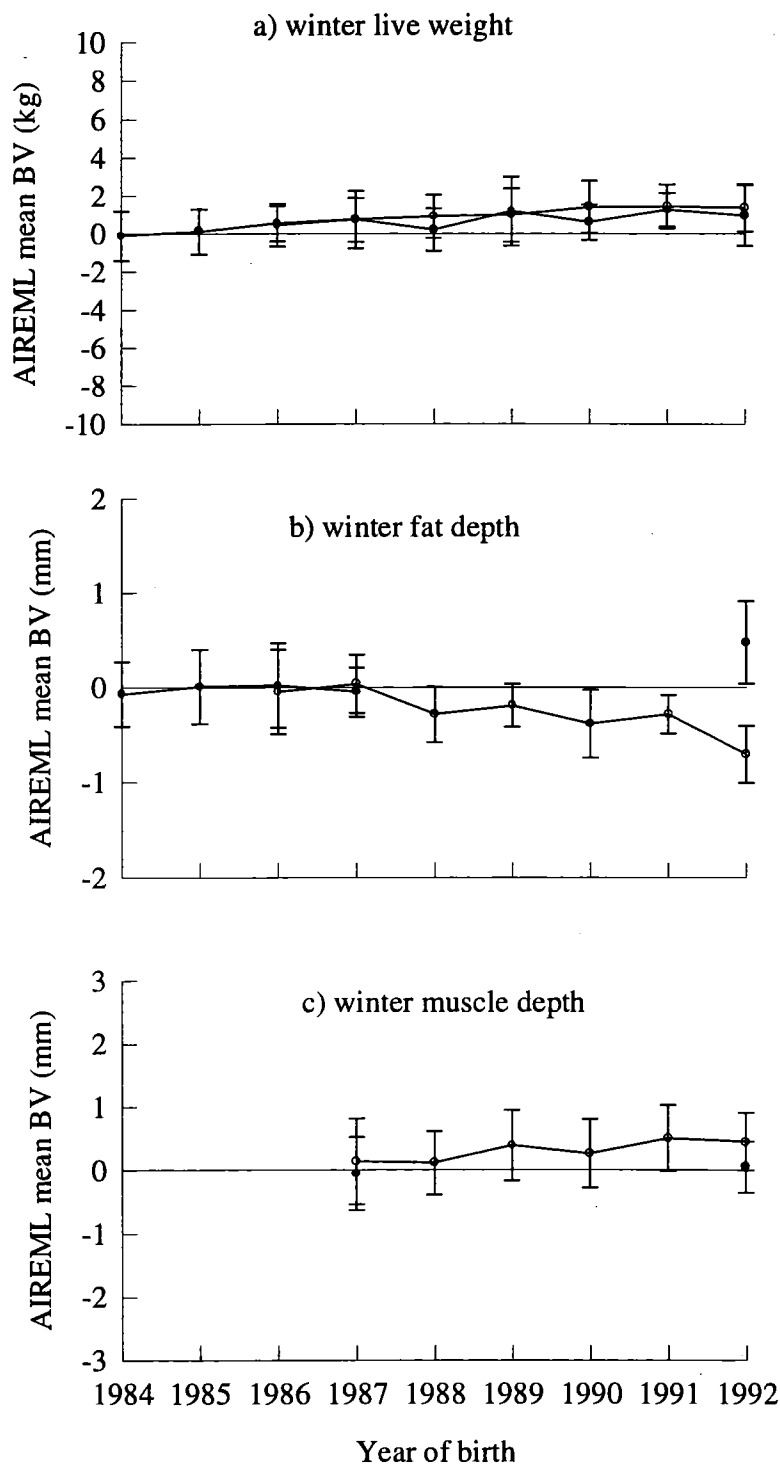 a) winter live weight
AIREML mean BV (kg)
10
8
6
4
2
0
-2
-4
-6
-8
-10
b) winter fat depth
AIREML mean BV (mm)
2
1
0
-1
-2
c) winter muscle depth
AIREML mean BV (mm)
3
2
1
0
-1
-2
-3
1984 1985 1986 1987 1988 1989 1990 1991 1992
Year of birth